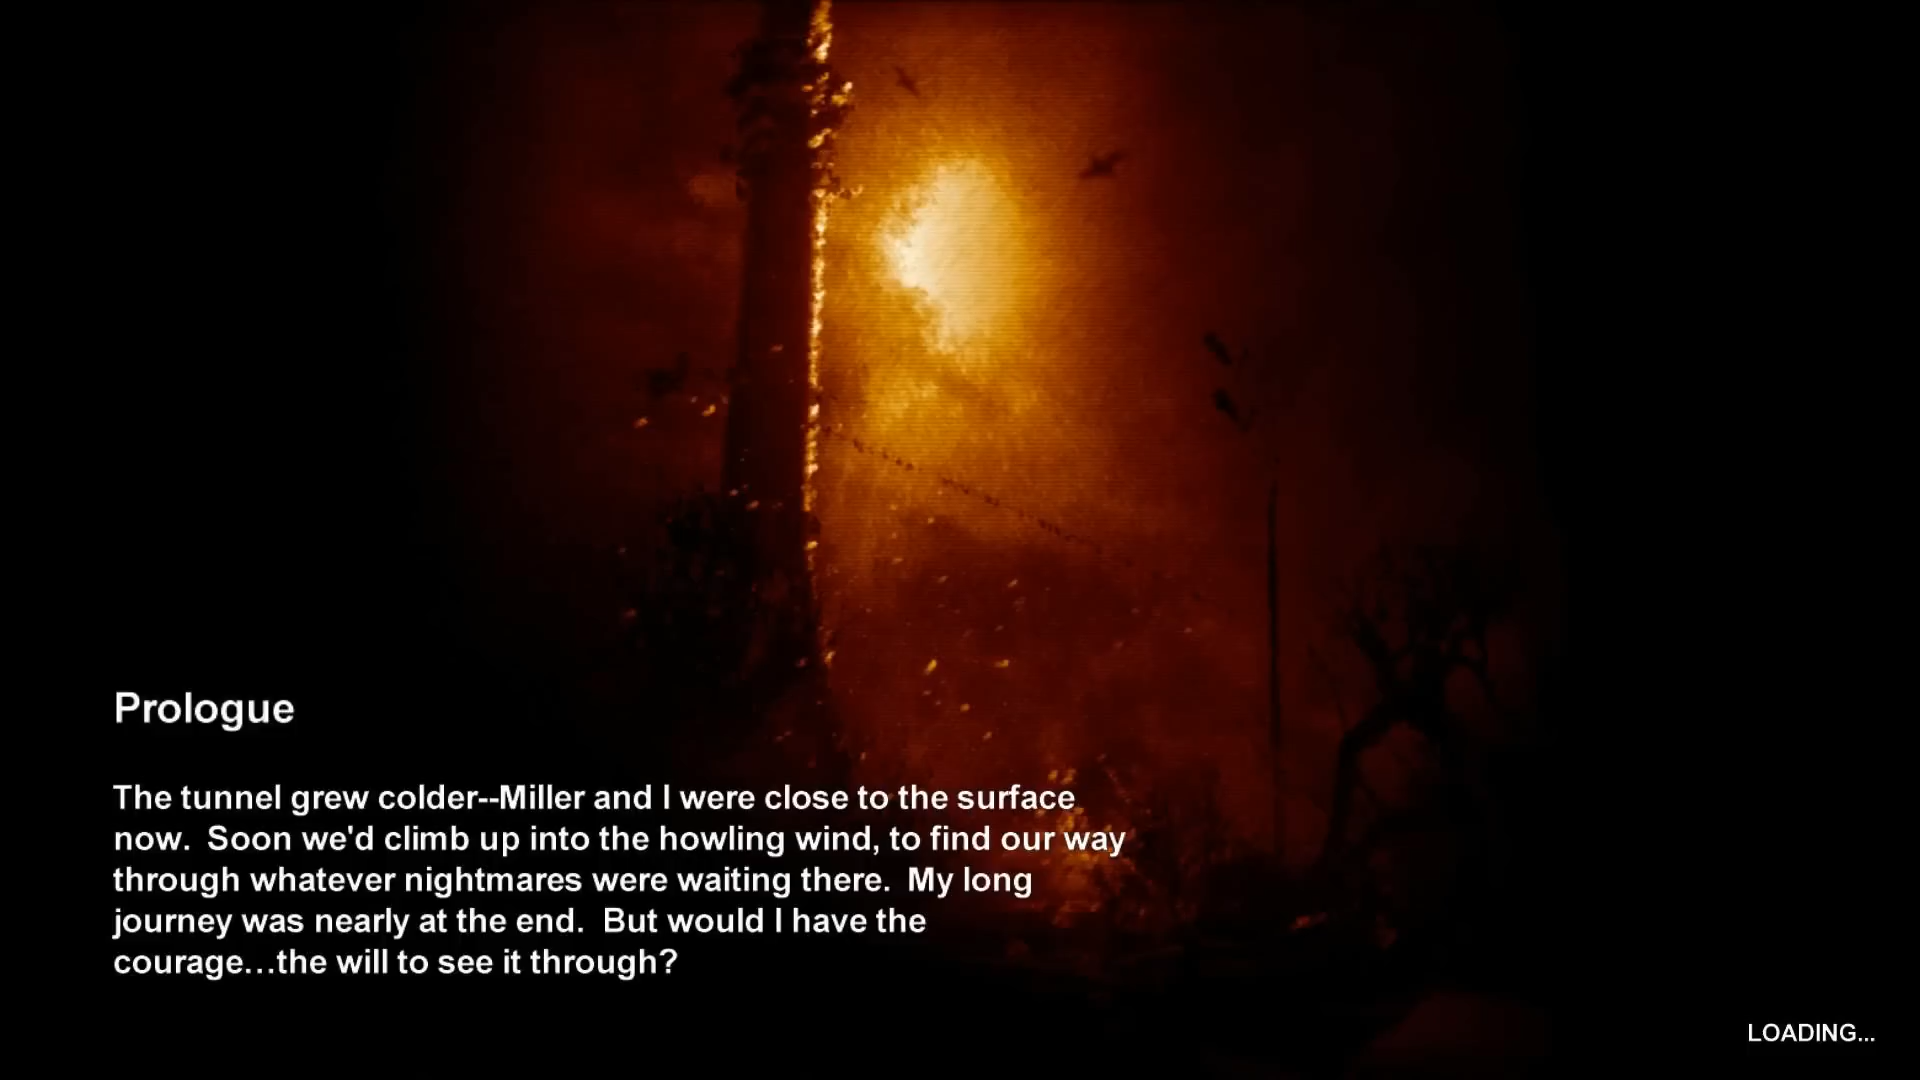 Prologue
The tunnel grew colder--Miller and I were close to the surface
now.  Soon we'd climb up into the howling wind, to find our way
through whatever nightmares were waiting there.  My long
journey was nearly at the end.  But would I have the
courage...the will to see it through?
LOADING...